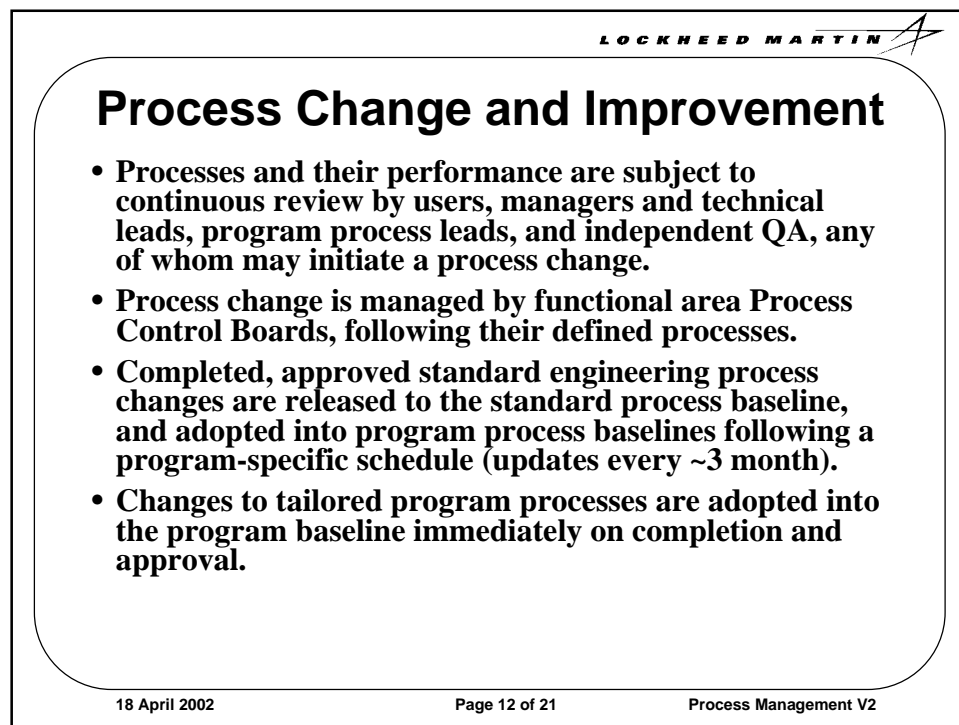 LOCKHEED MARTIN
Process Change and Improvement
• Processes and their performance are subject to
continuous review by users, managers and technical
leads, program process leads, and independent QA, any
of whom may initiate a process change.
• Process change is managed by functional area Process
Control Boards, following their defined processes.
• Completed, approved standard engineering process
changes are released to the standard process baseline,
and adopted into program process baselines following a
program-specific schedule (updates every ~3 month).
• Changes to tailored program processes are adopted into
the program baseline immediately on completion and
approval.
18 April 2002 Page 12 of 21 Process Management V2